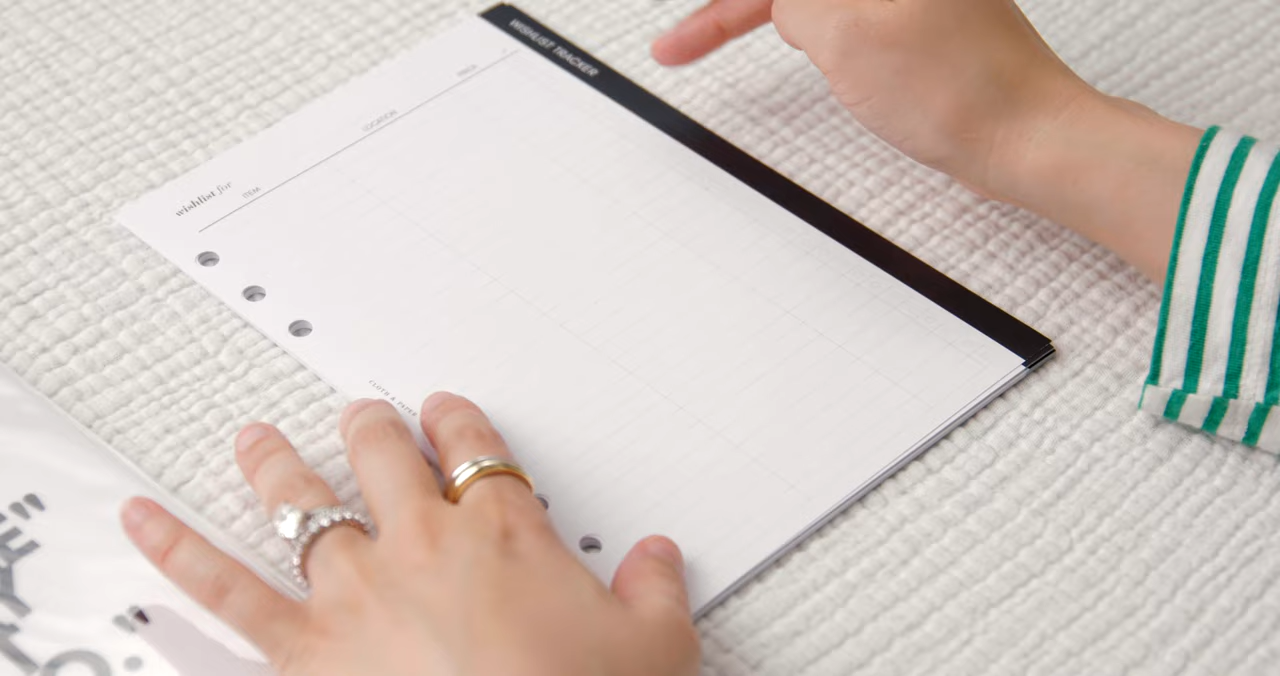 WISHLIST TRACKER
wishlist for
ITEM
LOCATION
PRICE
CLOTH & PAPER